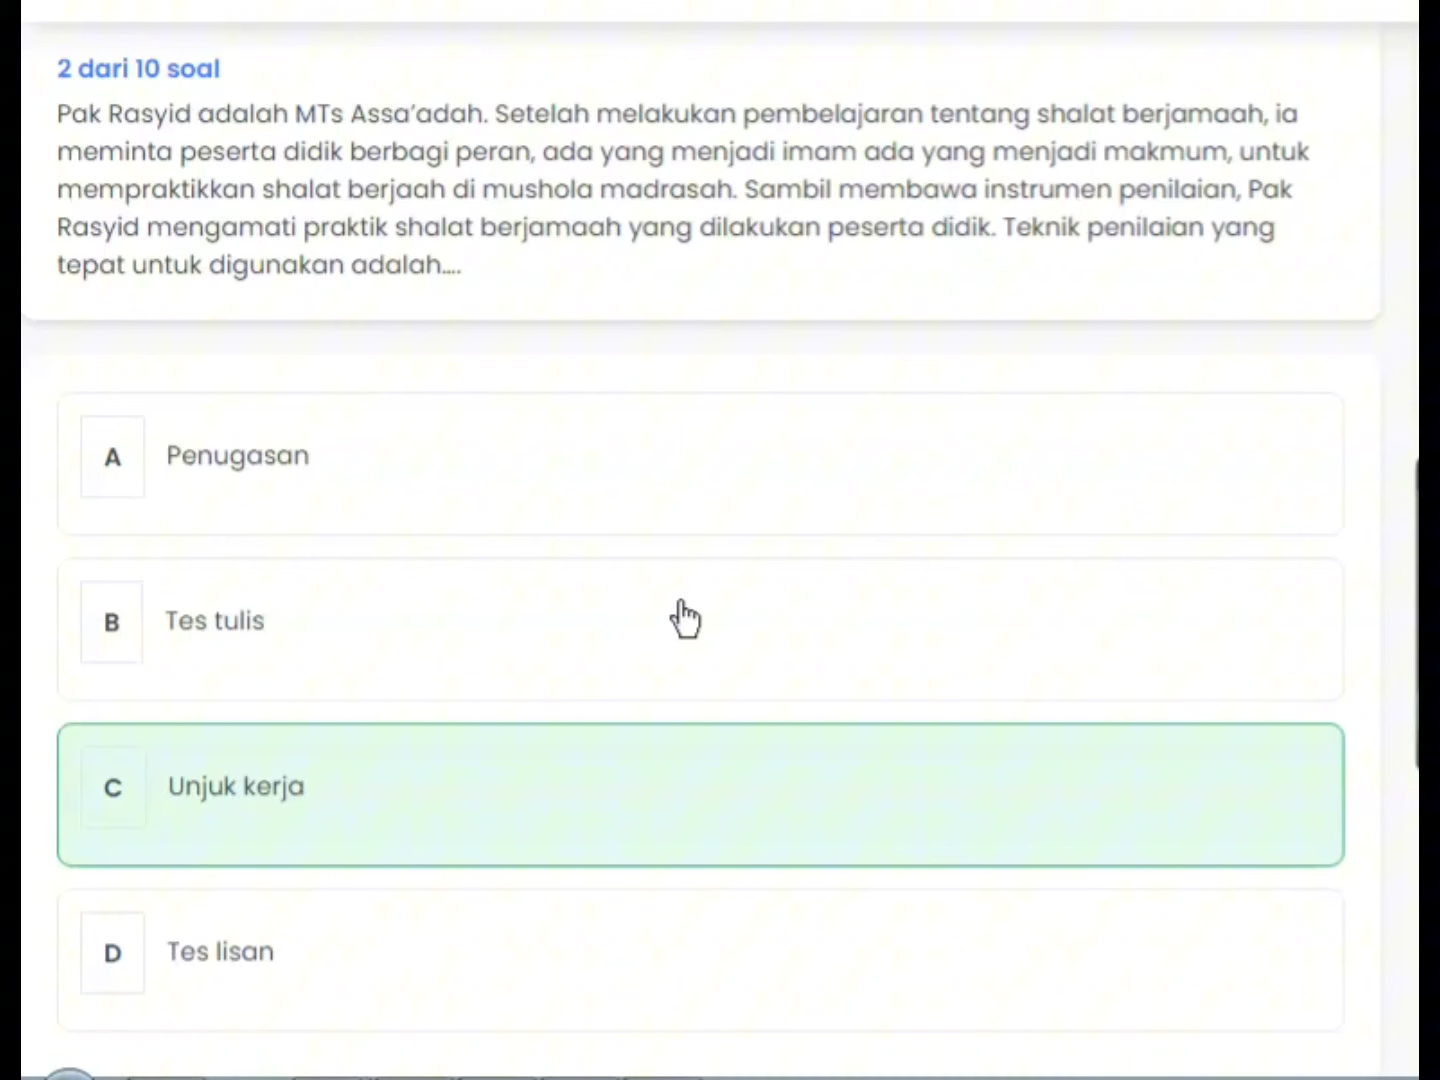 2 dari 10 soal
Pak Rasyid adalah MTs Assa'adah. Setelah melakukan pembelajaran tentang shalat berjamaah, ia
meminta peserta didik berbagi peran, ada yang menjadi imam ada yang menjadi makmum, untuk
mempraktikkan shalat berjaah di mushola madrasah. Sambil membawa instrumen penilaian, Pak
Rasyid mengamati praktik shalat berjamaah yang dilakukan peserta didik. Teknik penilaian yang
tepat untuk digunakan adalah....
A Penugasan
B Tes tulis
C Unjuk kerja
D Tes lisan